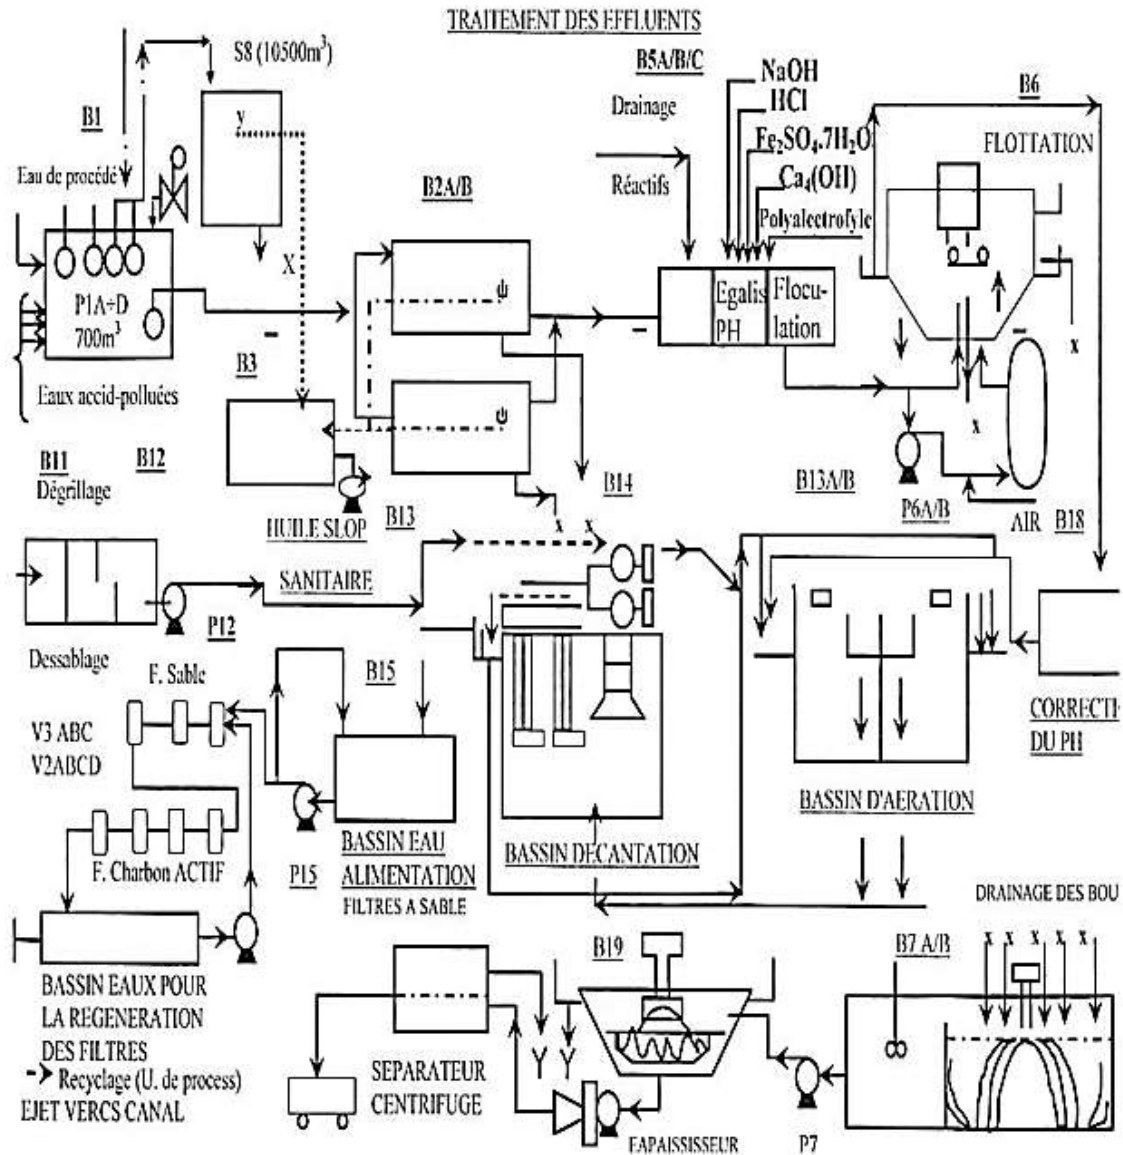 TRAITEMENT DES EFFLUENTS
S8 (10500m³)
B5A/B/C
NaOH
HCl
B1
y
Drainage
Fe₂SO₄.7H₂O
B6
FLOTTATION
Eau de procédé
B2A/B
Réactifs
Ca₄(OH)
Polyalectrofyle
X
P1A÷D
700m³
ψ
Egalis
PH
Flocu-
lation
x
B3
Eaux accid-polluées
ψ
x
B11
B12
Dégrillage
B14
B13A/B
P6A/B
AIR
B18
HUILE SLOP
B13
x x
SANITAIRE
P12
Dessablage
F. Sable
B15
V3 ABC
V2ABCD
CORRECTI
DU PH
BASSIN D'AERATION
BASSIN EAU
ALIMENTATION
FILTRES A SABLE
BASSIN DECANTATION
F. Charbon ACTIF
P15
DRAINAGE DES BOU
B19
B7 A/B
x x x x x
BASSIN EAUX POUR
LA REGENERATION
DES FILTRES
Recyclage (U. de process)
EJET VERCS CANAL
SEPARATEUR
CENTRIFUGE
Y Y
EAPAISSISSEUR
P7